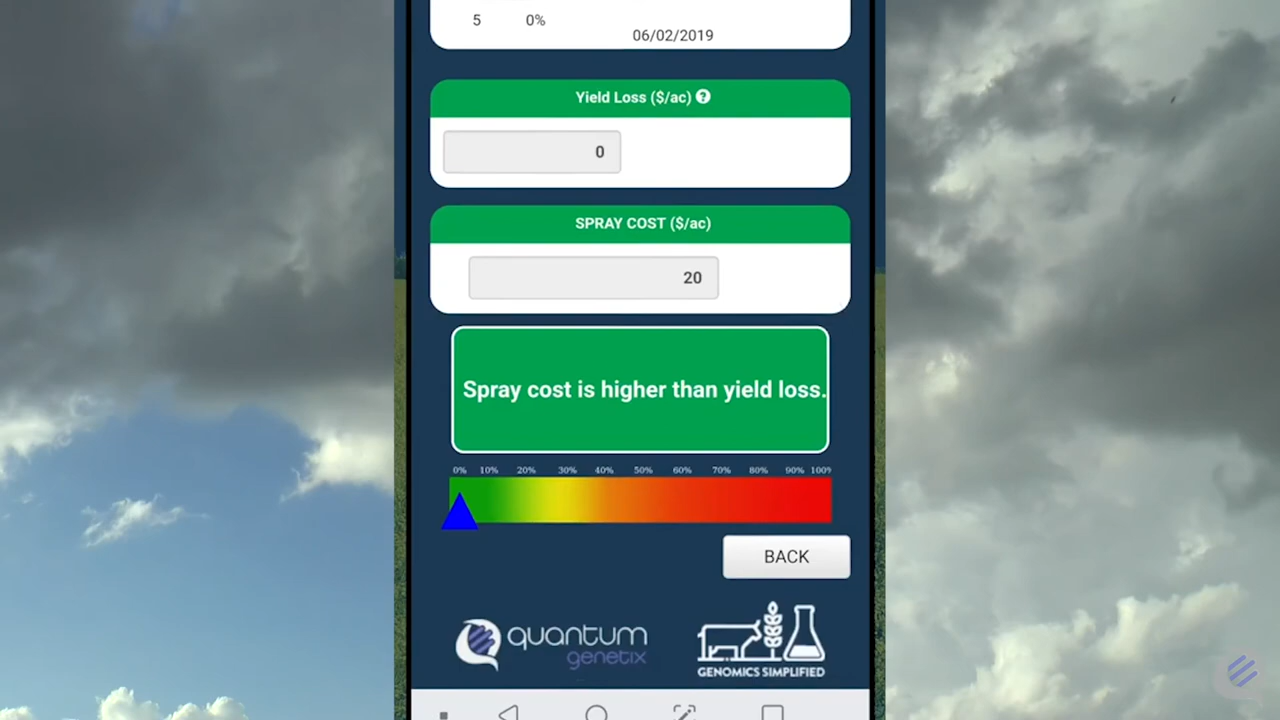 5 0%
06/02/2019
Yield Loss ($/ac) ?
0
SPRAY COST ($/ac)
20
Spray cost is higher than yield loss.
0% 10% 20% 30% 40% 50% 60% 70% 80% 90% 100%
BACK
quantum
genetix
GENOMICS SIMPLIFIED